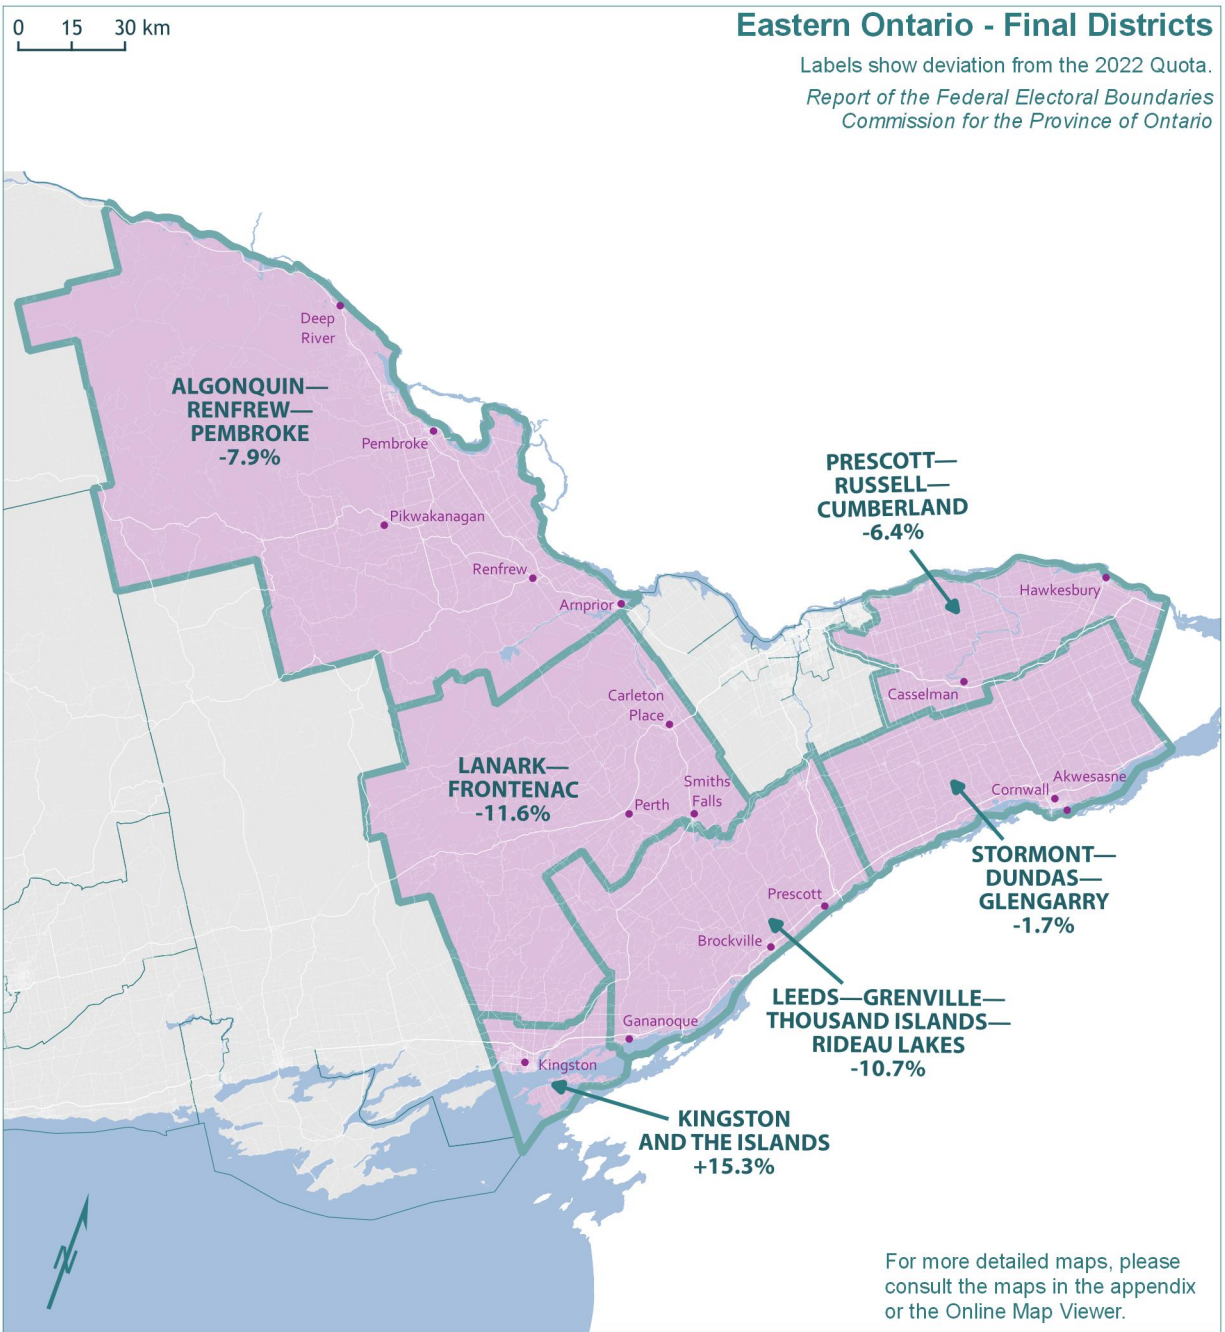 0 15 30 km
Eastern Ontario - Final Districts
Labels show deviation from the 2022 Quota.
Report of the Federal Electoral Boundaries
Commission for the Province of Ontario
Deep
River
ALGONQUIN—
RENFREW—
PEMBROKE
-7.9%
Pembroke
PRESCOTT—
RUSSELL—
CUMBERLAND
-6.4%
Pikwakanagan
Renfrew
Hawkesbury
Arnprior
Casselman
Carleton
Place
LANARK—
FRONTENAC
-11.6%
Smiths
Falls
Perth
Akwesasne
Cornwall
STORMONT—
DUNDAS—
GLENGARRY
-1.7%
Prescott
Brockville
LEEDS—GRENVILLE—
THOUSAND ISLANDS—
RIDEAU LAKES
-10.7%
Gananoque
Kingston
KINGSTON
AND THE ISLANDS
+15.3%
N
For more detailed maps, please
consult the maps in the appendix
or the Online Map Viewer.